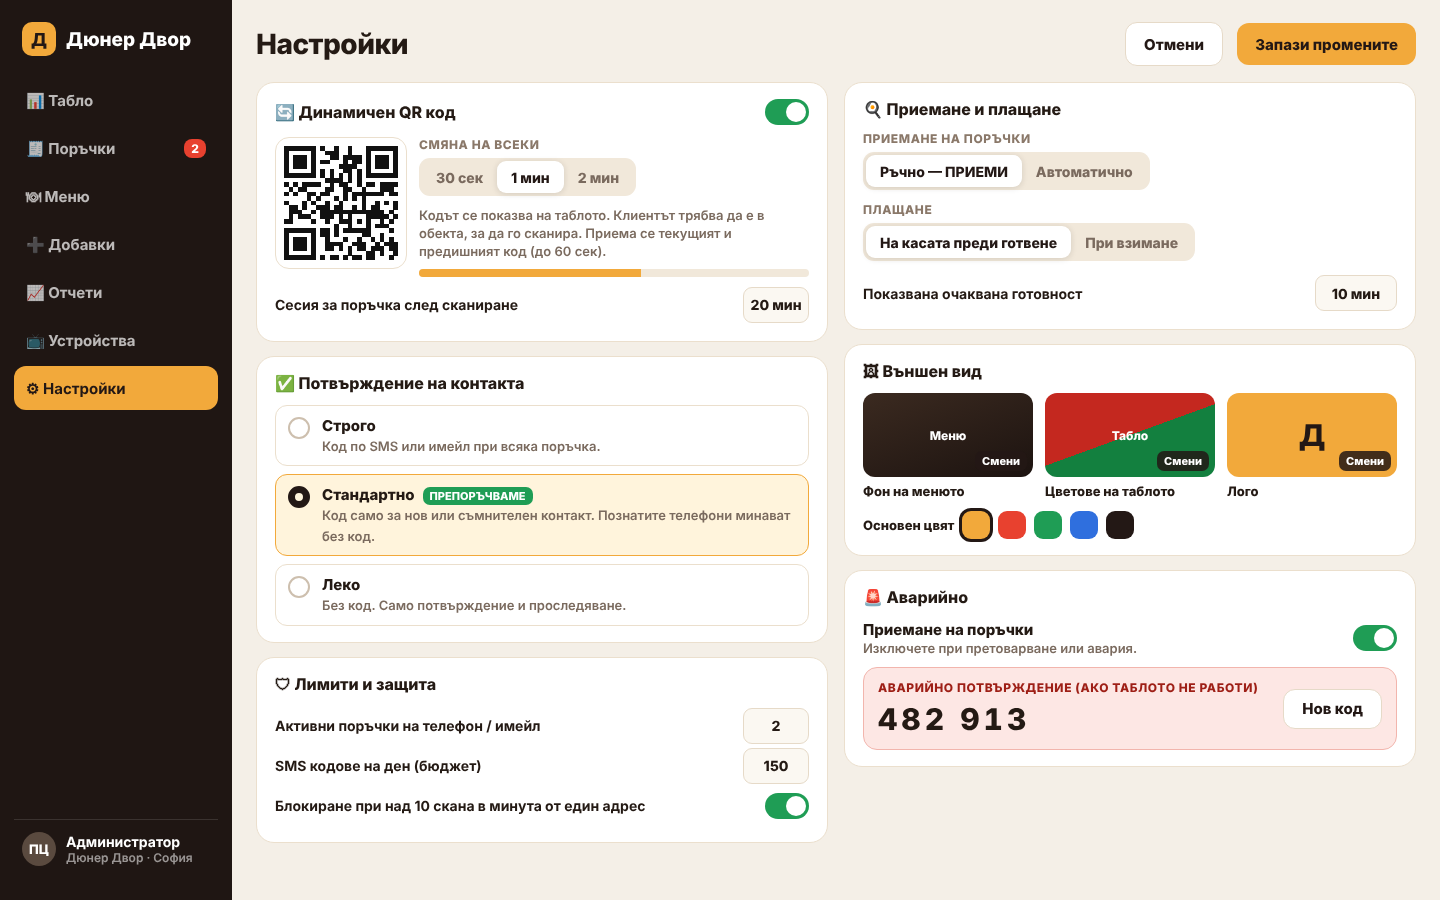 Д Дюнер Двор
Табло
Поръчки 2
Меню
Добавки
Отчети
Устройства
Настройки
ПЦ Администратор
Дюнер Двор · София
Настройки
Отмени
Запази промените
Динамичен QR код
СМЯНА НА ВСЕКИ
30 сек 1 мин 2 мин
Кодът се показва на таблото. Клиентът трябва да е в
обекта, за да го сканира. Приема се текущият и
предишният код (до 60 сек).
Сесия за поръчка след сканиране 20 мин
Потвърждение на контакта
Строго
Код по SMS или имейл при всяка поръчка.
Стандартно ПРЕПОРЪЧВАМЕ
Код само за нов или съмнителен контакт. Познатите телефони минават
без код.
Леко
Без код. Само потвърждение и проследяване.
Лимити и защита
Активни поръчки на телефон / имейл 2
SMS кодове на ден (бюджет) 150
Блокиране при над 10 скана в минута от един адрес
Приемане и плащане
ПРИЕМАНЕ НА ПОРЪЧКИ
Ръчно — ПРИЕМИ Автоматично
ПЛАЩАНЕ
На касата преди готвене При взимане
Показвана очаквана готовност 10 мин
Външен вид
Меню
Смени
Фон на менюто
Табло
Смени
Цветове на таблото
Д
Смени
Лого
Основен цвят
Аварийно
Приемане на поръчки
Изключете при претоварване или авария.
АВАРИЙНО ПОТВЪРЖДЕНИЕ (АКО ТАБЛОТО НЕ РАБОТИ)
482 913
Нов код